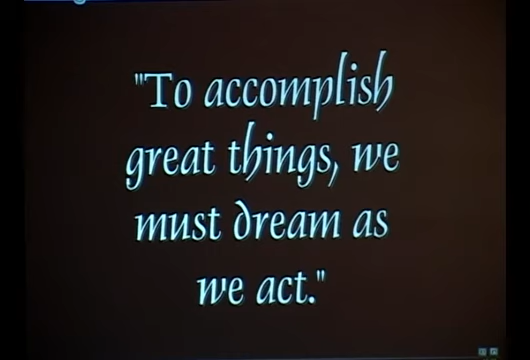 "To accomplish
great things, we
must dream as
we act."